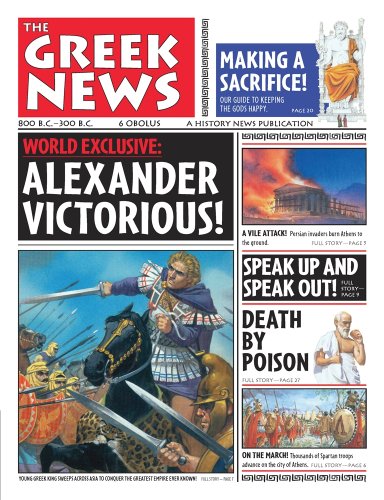 THE
GREEK
NEWS
800 B.C.–300 B.C.
6 OBOLUS
A HISTORY NEWS PUBLICATION
MAKING A
SACRIFICE!
OUR GUIDE TO KEEPING
THE GODS HAPPY.
PAGE 20
WORLD EXCLUSIVE:
ALEXANDER
VICTORIOUS!
A VILE ATTACK! Persian invaders burn Athens to
the ground.
FULL STORY—PAGE 5
SPEAK UP AND
SPEAK OUT!
FULL
STORY—
PAGE 9
DEATH
BY
POISON
FULL STORY—PAGE 27
ON THE MARCH! Thousands of Spartan troops
advance on the city of Athens.
FULL STORY—PAGE 6
YOUNG GREEK KING SWEEPS ACROSS ASIA TO CONQUER THE GREATEST EMPIRE EVER KNOWN!
FULL STORY—PAGE 7